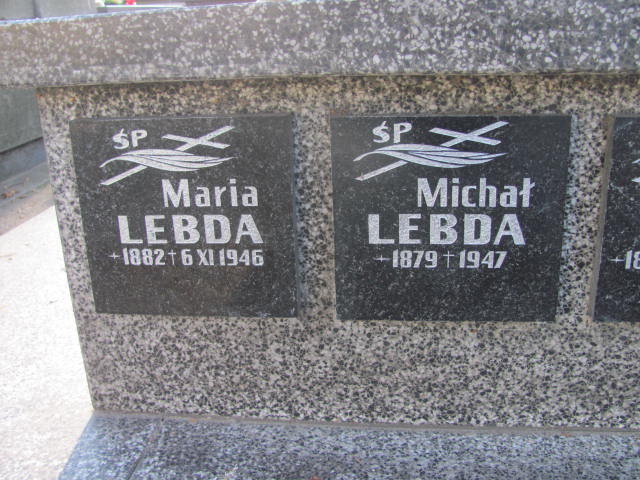 ŚP
Maria
LEBDA
*1882 †6 XI 1946
ŚP
Michał
LEBDA
*1879 †1947